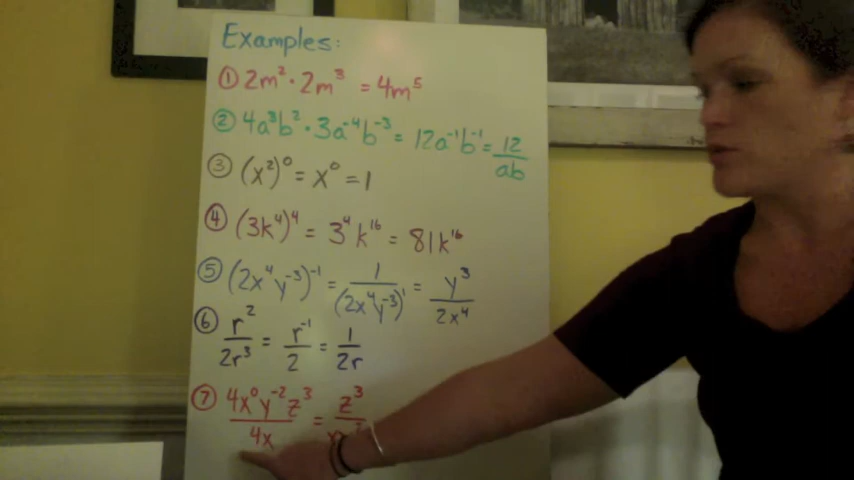 Examples:
① 2m² · 2m³ = 4m⁵
② 4a³b² · 3a⁻⁴b⁻³ = 12a⁻¹b⁻¹ = 12/ab
③ (x²)⁰ = x⁰ = 1
④ (3k⁴)⁴ = 3⁴k¹⁶ = 81k¹⁶
⑤ (2x⁴y⁻³)⁻¹ = 1/(2x⁴y⁻³)¹ = y³/2x⁴
⑥ r²/2r³ = r⁻¹/2 = 1/2r
⑦ 4x⁰y⁻²z³/4x = z³/